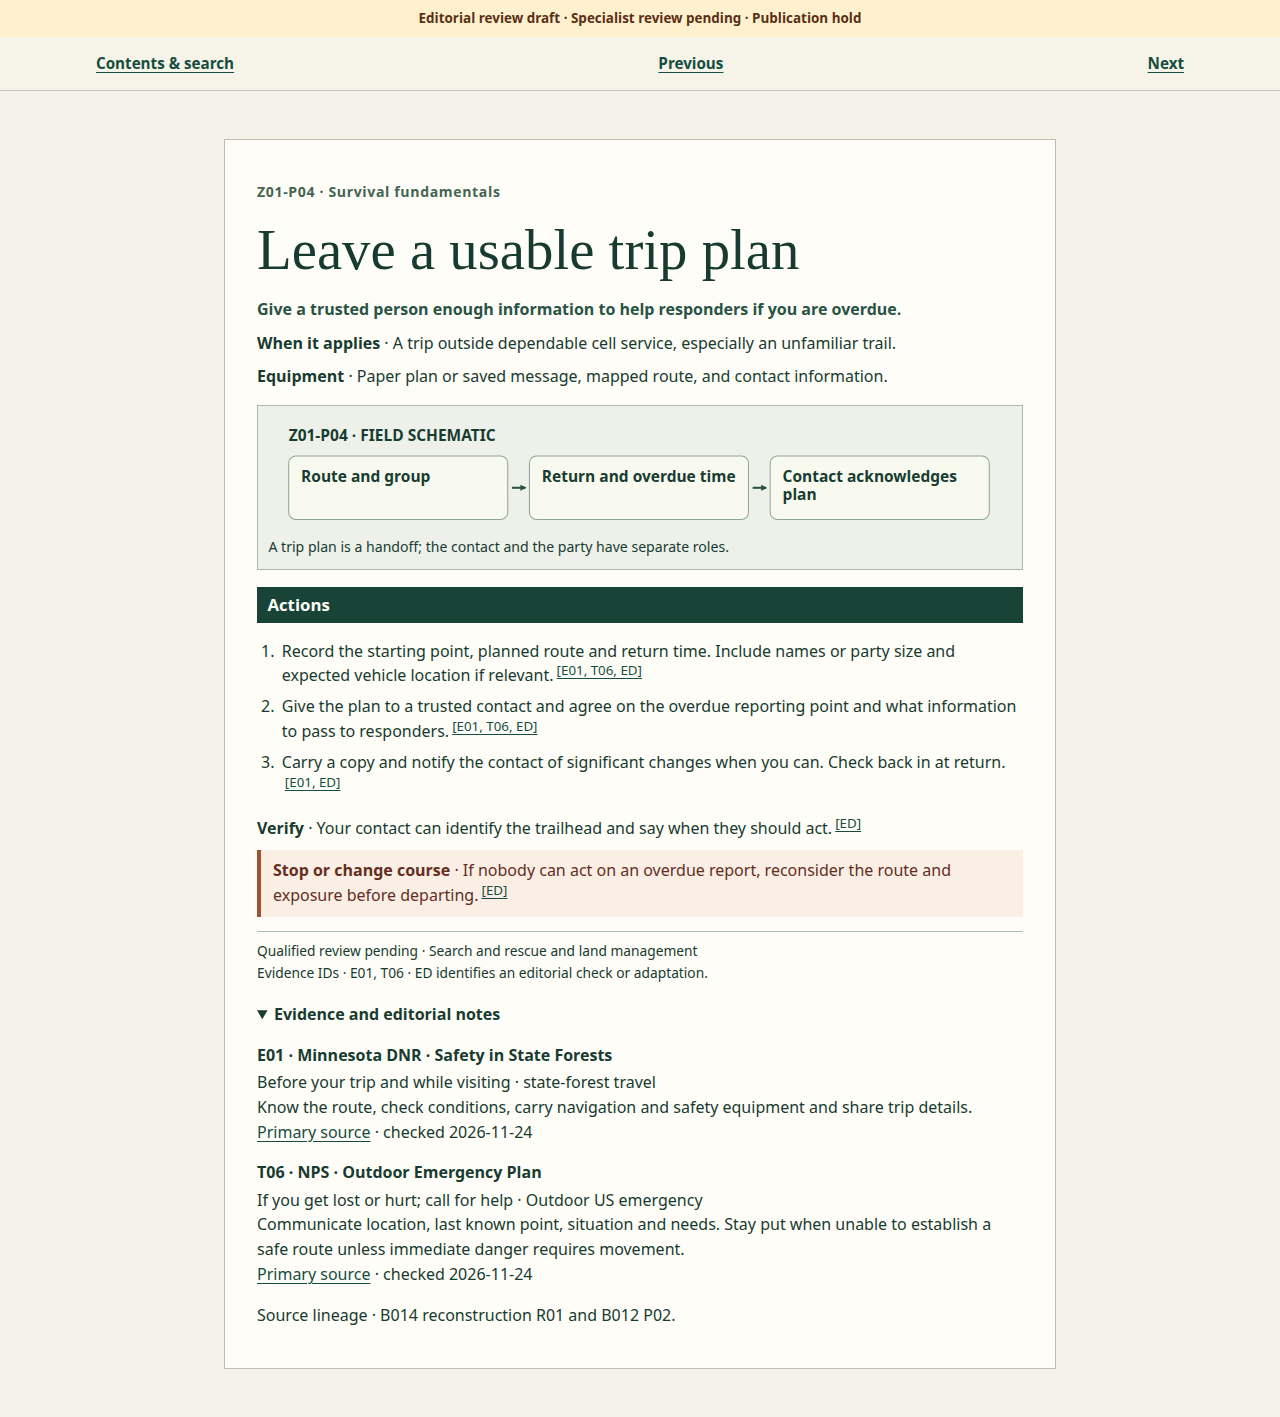 Editorial review draft · Specialist review pending · Publication hold
Contents & search
Previous
Next
Z01-P04 · Survival fundamentals
Leave a usable trip plan
Give a trusted person enough information to help responders if you are overdue.
When it applies · A trip outside dependable cell service, especially an unfamiliar trail.
Equipment · Paper plan or saved message, mapped route, and contact information.
Z01-P04 · FIELD SCHEMATIC
Route and group
Return and overdue time
Contact acknowledges
plan
A trip plan is a handoff; the contact and the party have separate roles.
Actions
1. Record the starting point, planned route and return time. Include names or party size and
expected vehicle location if relevant. [E01, T06, ED]
2. Give the plan to a trusted contact and agree on the overdue reporting point and what information
to pass to responders. [E01, T06, ED]
3. Carry a copy and notify the contact of significant changes when you can. Check back in at return.
[E01, ED]
Verify · Your contact can identify the trailhead and say when they should act. [ED]
Stop or change course · If nobody can act on an overdue report, reconsider the route and
exposure before departing. [ED]
Qualified review pending · Search and rescue and land management
Evidence IDs · E01, T06 · ED identifies an editorial check or adaptation.
▼ Evidence and editorial notes
E01 · Minnesota DNR · Safety in State Forests
Before your trip and while visiting · state-forest travel
Know the route, check conditions, carry navigation and safety equipment and share trip details.
Primary source · checked 2026-11-24
T06 · NPS · Outdoor Emergency Plan
If you get lost or hurt; call for help · Outdoor US emergency
Communicate location, last known point, situation and needs. Stay put when unable to establish a
safe route unless immediate danger requires movement.
Primary source · checked 2026-11-24
Source lineage · B014 reconstruction R01 and B012 P02.